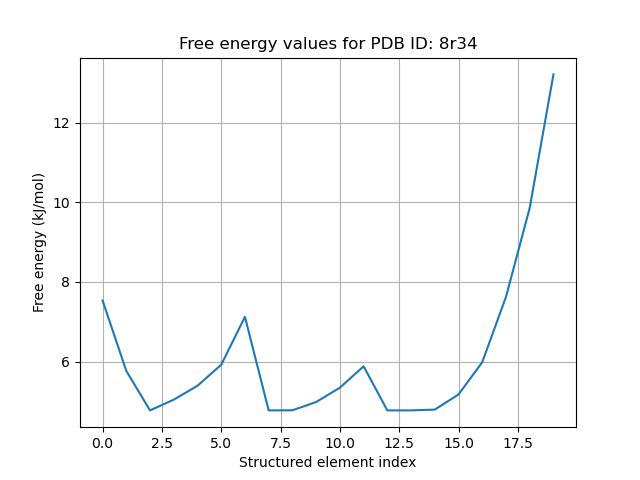 Free energy values for PDB ID: 8r34
Free energy (kJ/mol)
12
10
8
6
0.0 2.5 5.0 7.5 10.0 12.5 15.0 17.5
Structured element index